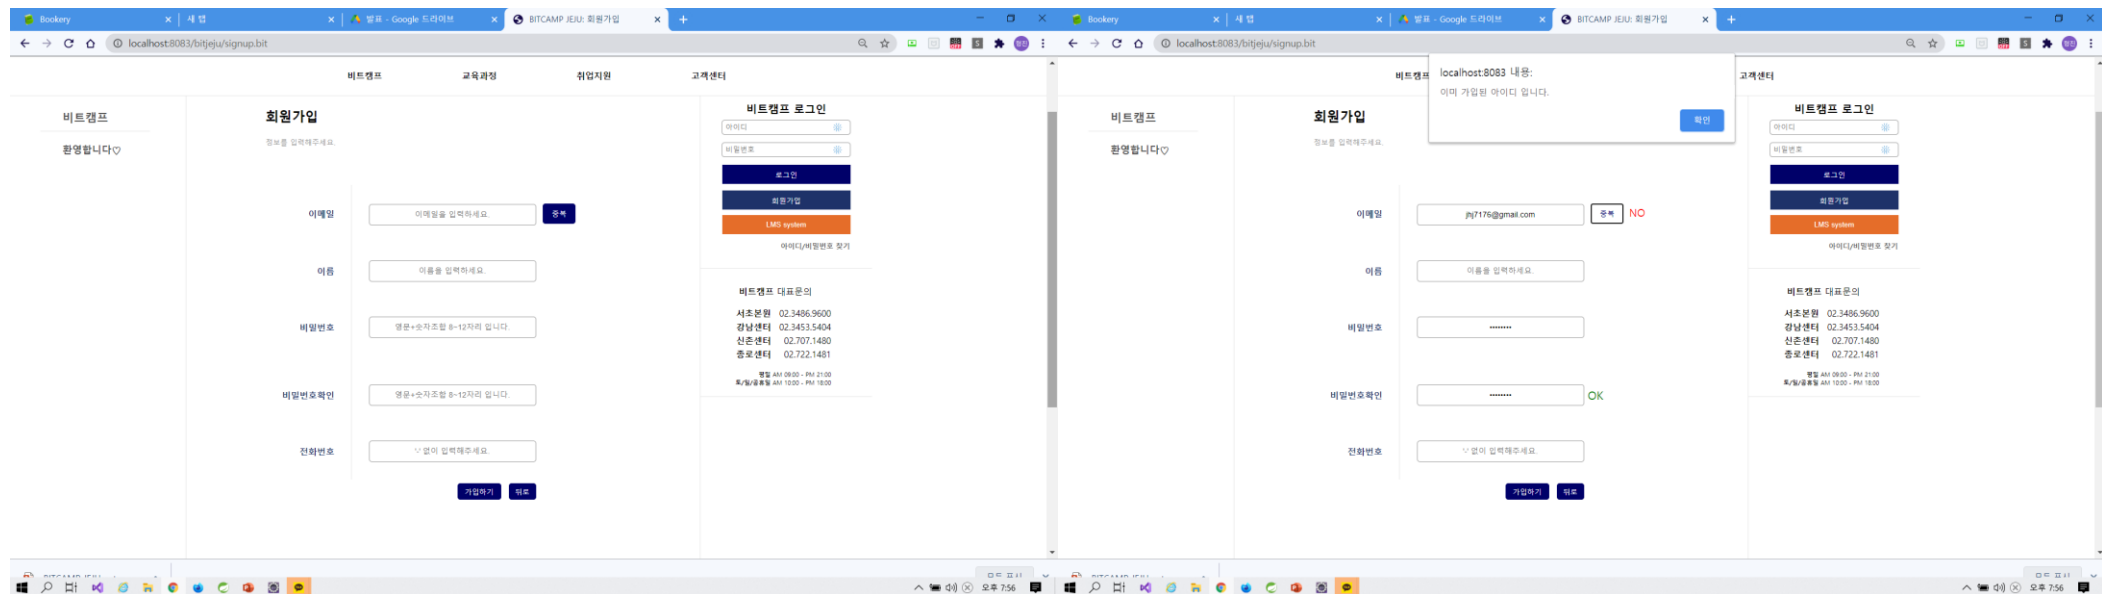 Bookery
새 탭
발표 - Google 드라이브
BITCAMP JEJU: 회원가입
localhost:8083/bitjeju/signup.bit
비트캠프 교육과정 취업지원 고객센터
비트캠프
환영합니다♡
회원가입
정보를 입력해주세요.
이메일 이메일을 입력하세요. 중복
이름 이름을 입력하세요.
비밀번호 영문+숫자조합 8~12자리 입니다.
비밀번호확인 영문+숫자조합 8~12자리 입니다.
전화번호 '-' 없이 입력해주세요.
가입하기 뒤로
비트캠프 로그인
아이디
비밀번호
로그인
회원가입
LMS system
아이디/비밀번호 찾기
비트캠프 대표문의
서초본원 02.3486.9600
강남센터 02.3453.5404
신촌센터 02.707.1480
종로센터 02.722.1481
평일 AM 09:00 - PM 21:00
토/일/공휴일 AM 10:00 - PM 18:00
오후 7:56
Bookery
새 탭
발표 - Google 드라이브
BITCAMP JEJU: 회원가입
localhost:8083/bitjeju/signup.bit
고객센터
localhost:8083 내용:
이미 가입된 아이디 입니다.
확인
비트캠프
환영합니다♡
회원가입
정보를 입력해주세요.
이메일 jhj7176@gmail.com 중복 NO
이름 이름을 입력하세요.
비밀번호 ••••••••
비밀번호확인 •••••••• OK
전화번호 '-' 없이 입력해주세요.
가입하기 뒤로
비트캠프 로그인
아이디
비밀번호
로그인
회원가입
LMS system
아이디/비밀번호 찾기
비트캠프 대표문의
서초본원 02.3486.9600
강남센터 02.3453.5404
신촌센터 02.707.1480
종로센터 02.722.1481
평일 AM 09:00 - PM 21:00
토/일/공휴일 AM 10:00 - PM 18:00
오후 7:56